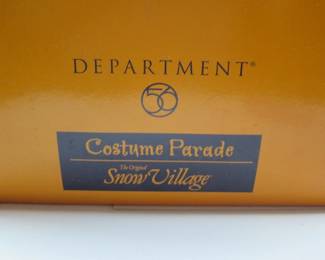 DEPARTMENT®
56
Costume Parade
The Original
Snow Village